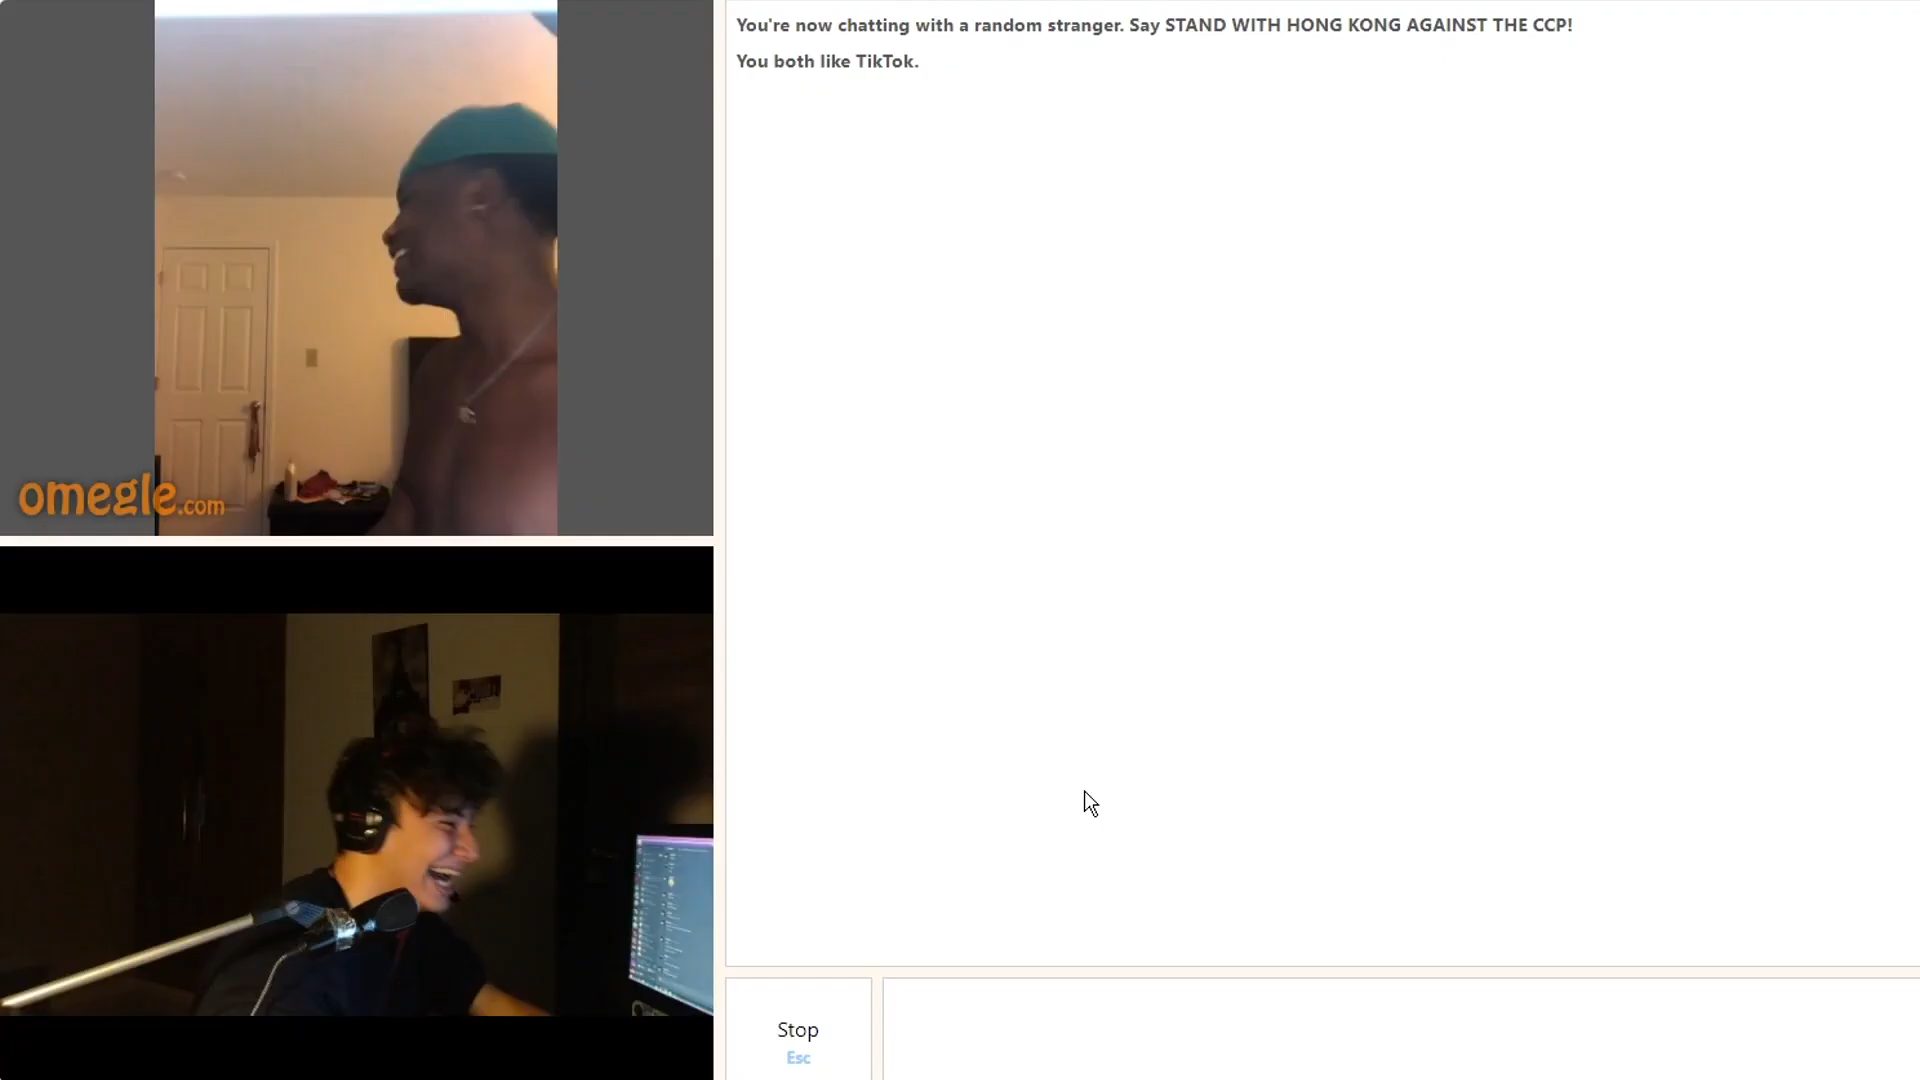 You're now chatting with a random stranger. Say STAND WITH HONG KONG AGAINST THE CCP!
You both like TikTok.
omegle.com
Stop
Esc